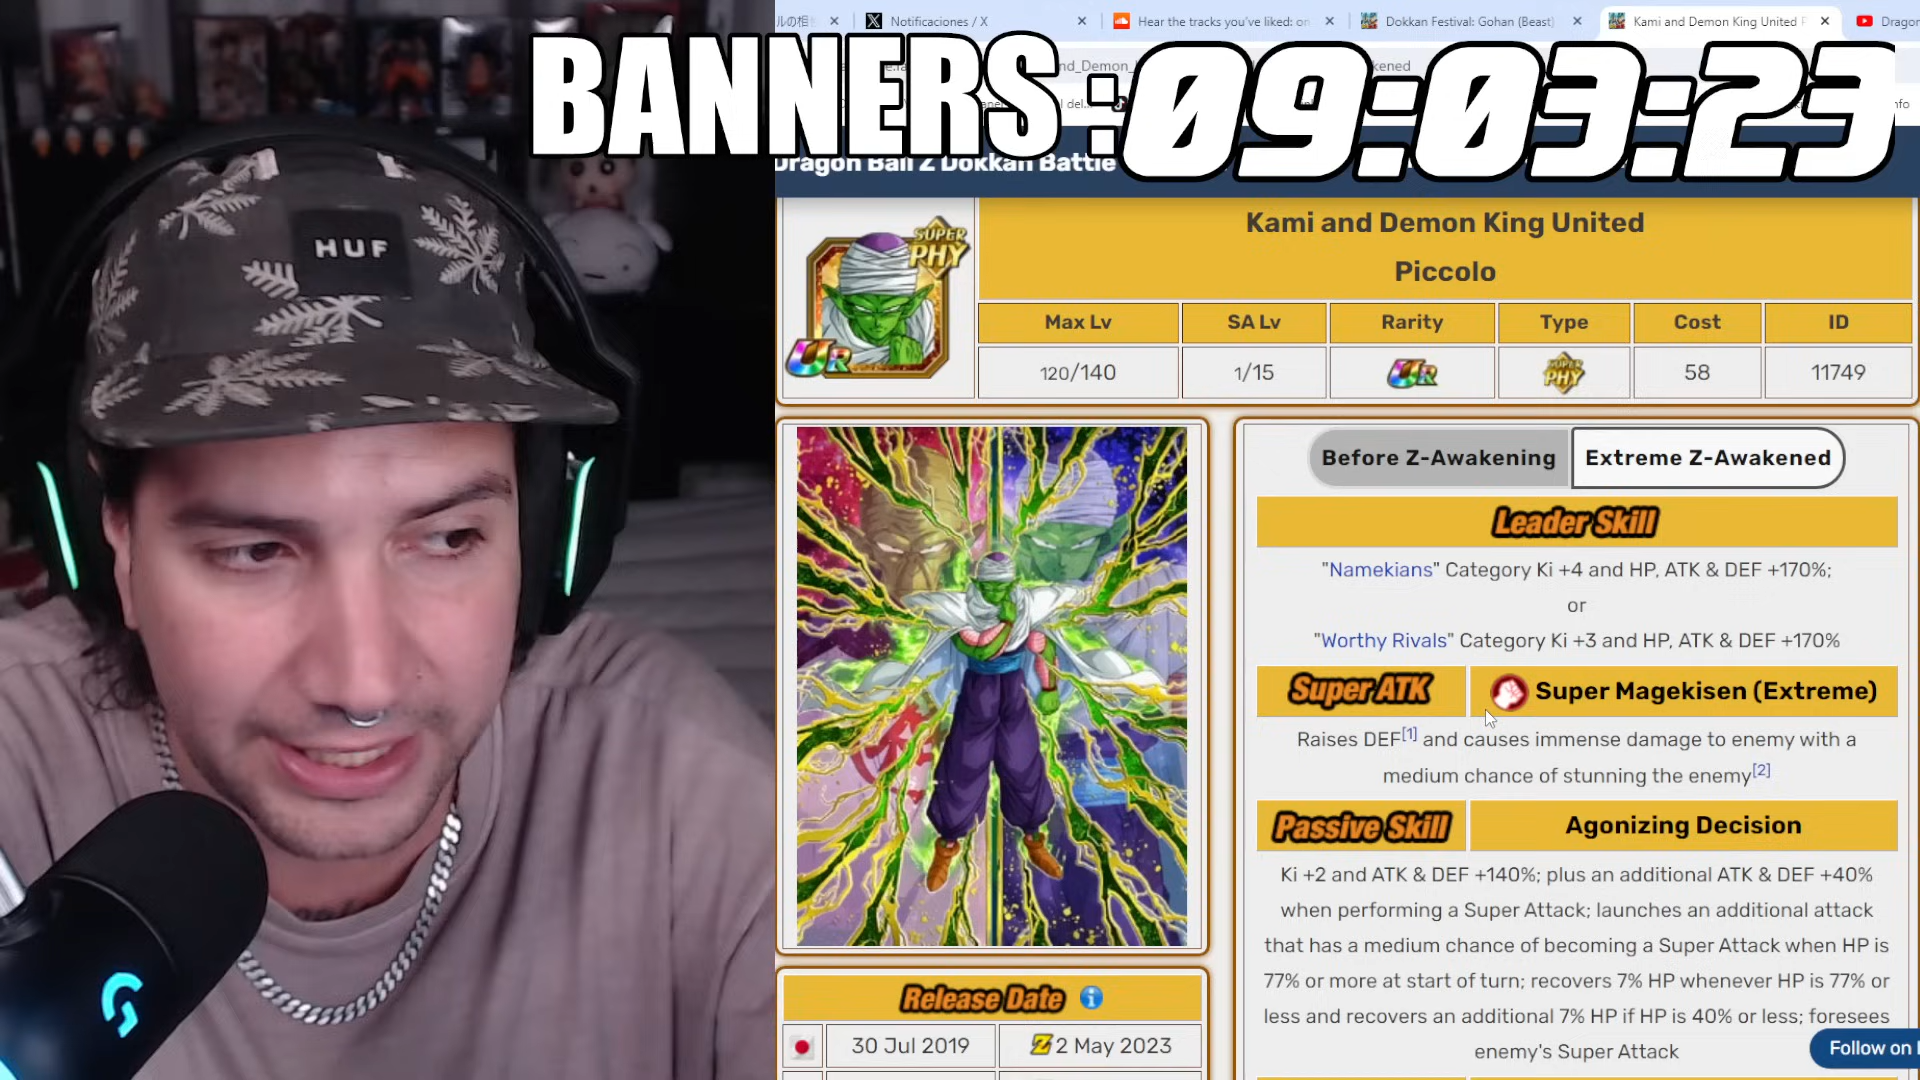 Notificaciones / X
Hear the tracks you've liked: on
Dokkan Festival: Gohan (Beast)
Kami and Demon King United P
Dragon
BANNERS : 09:03:23
Dragon Ball Z Dokkan Battle
HUF
SUPER
PHY
UR
Kami and Demon King United
Piccolo
Max Lv SA Lv Rarity Type Cost ID
120/140 1/15 UR SUPER PHY 58 11749
Before Z-Awakening Extreme Z-Awakened
Leader Skill
"Namekians" Category Ki +4 and HP, ATK & DEF +170%;
or
"Worthy Rivals" Category Ki +3 and HP, ATK & DEF +170%
Super ATK Super Magekisen (Extreme)
Raises DEF[1] and causes immense damage to enemy with a
medium chance of stunning the enemy[2]
Passive Skill Agonizing Decision
Ki +2 and ATK & DEF +140%; plus an additional ATK & DEF +40%
when performing a Super Attack; launches an additional attack
that has a medium chance of becoming a Super Attack when HP is
77% or more at start of turn; recovers 7% HP whenever HP is 77% or
less and recovers an additional 7% HP if HP is 40% or less; foresees
enemy's Super Attack
Release Date
30 Jul 2019 Z 2 May 2023
Follow on